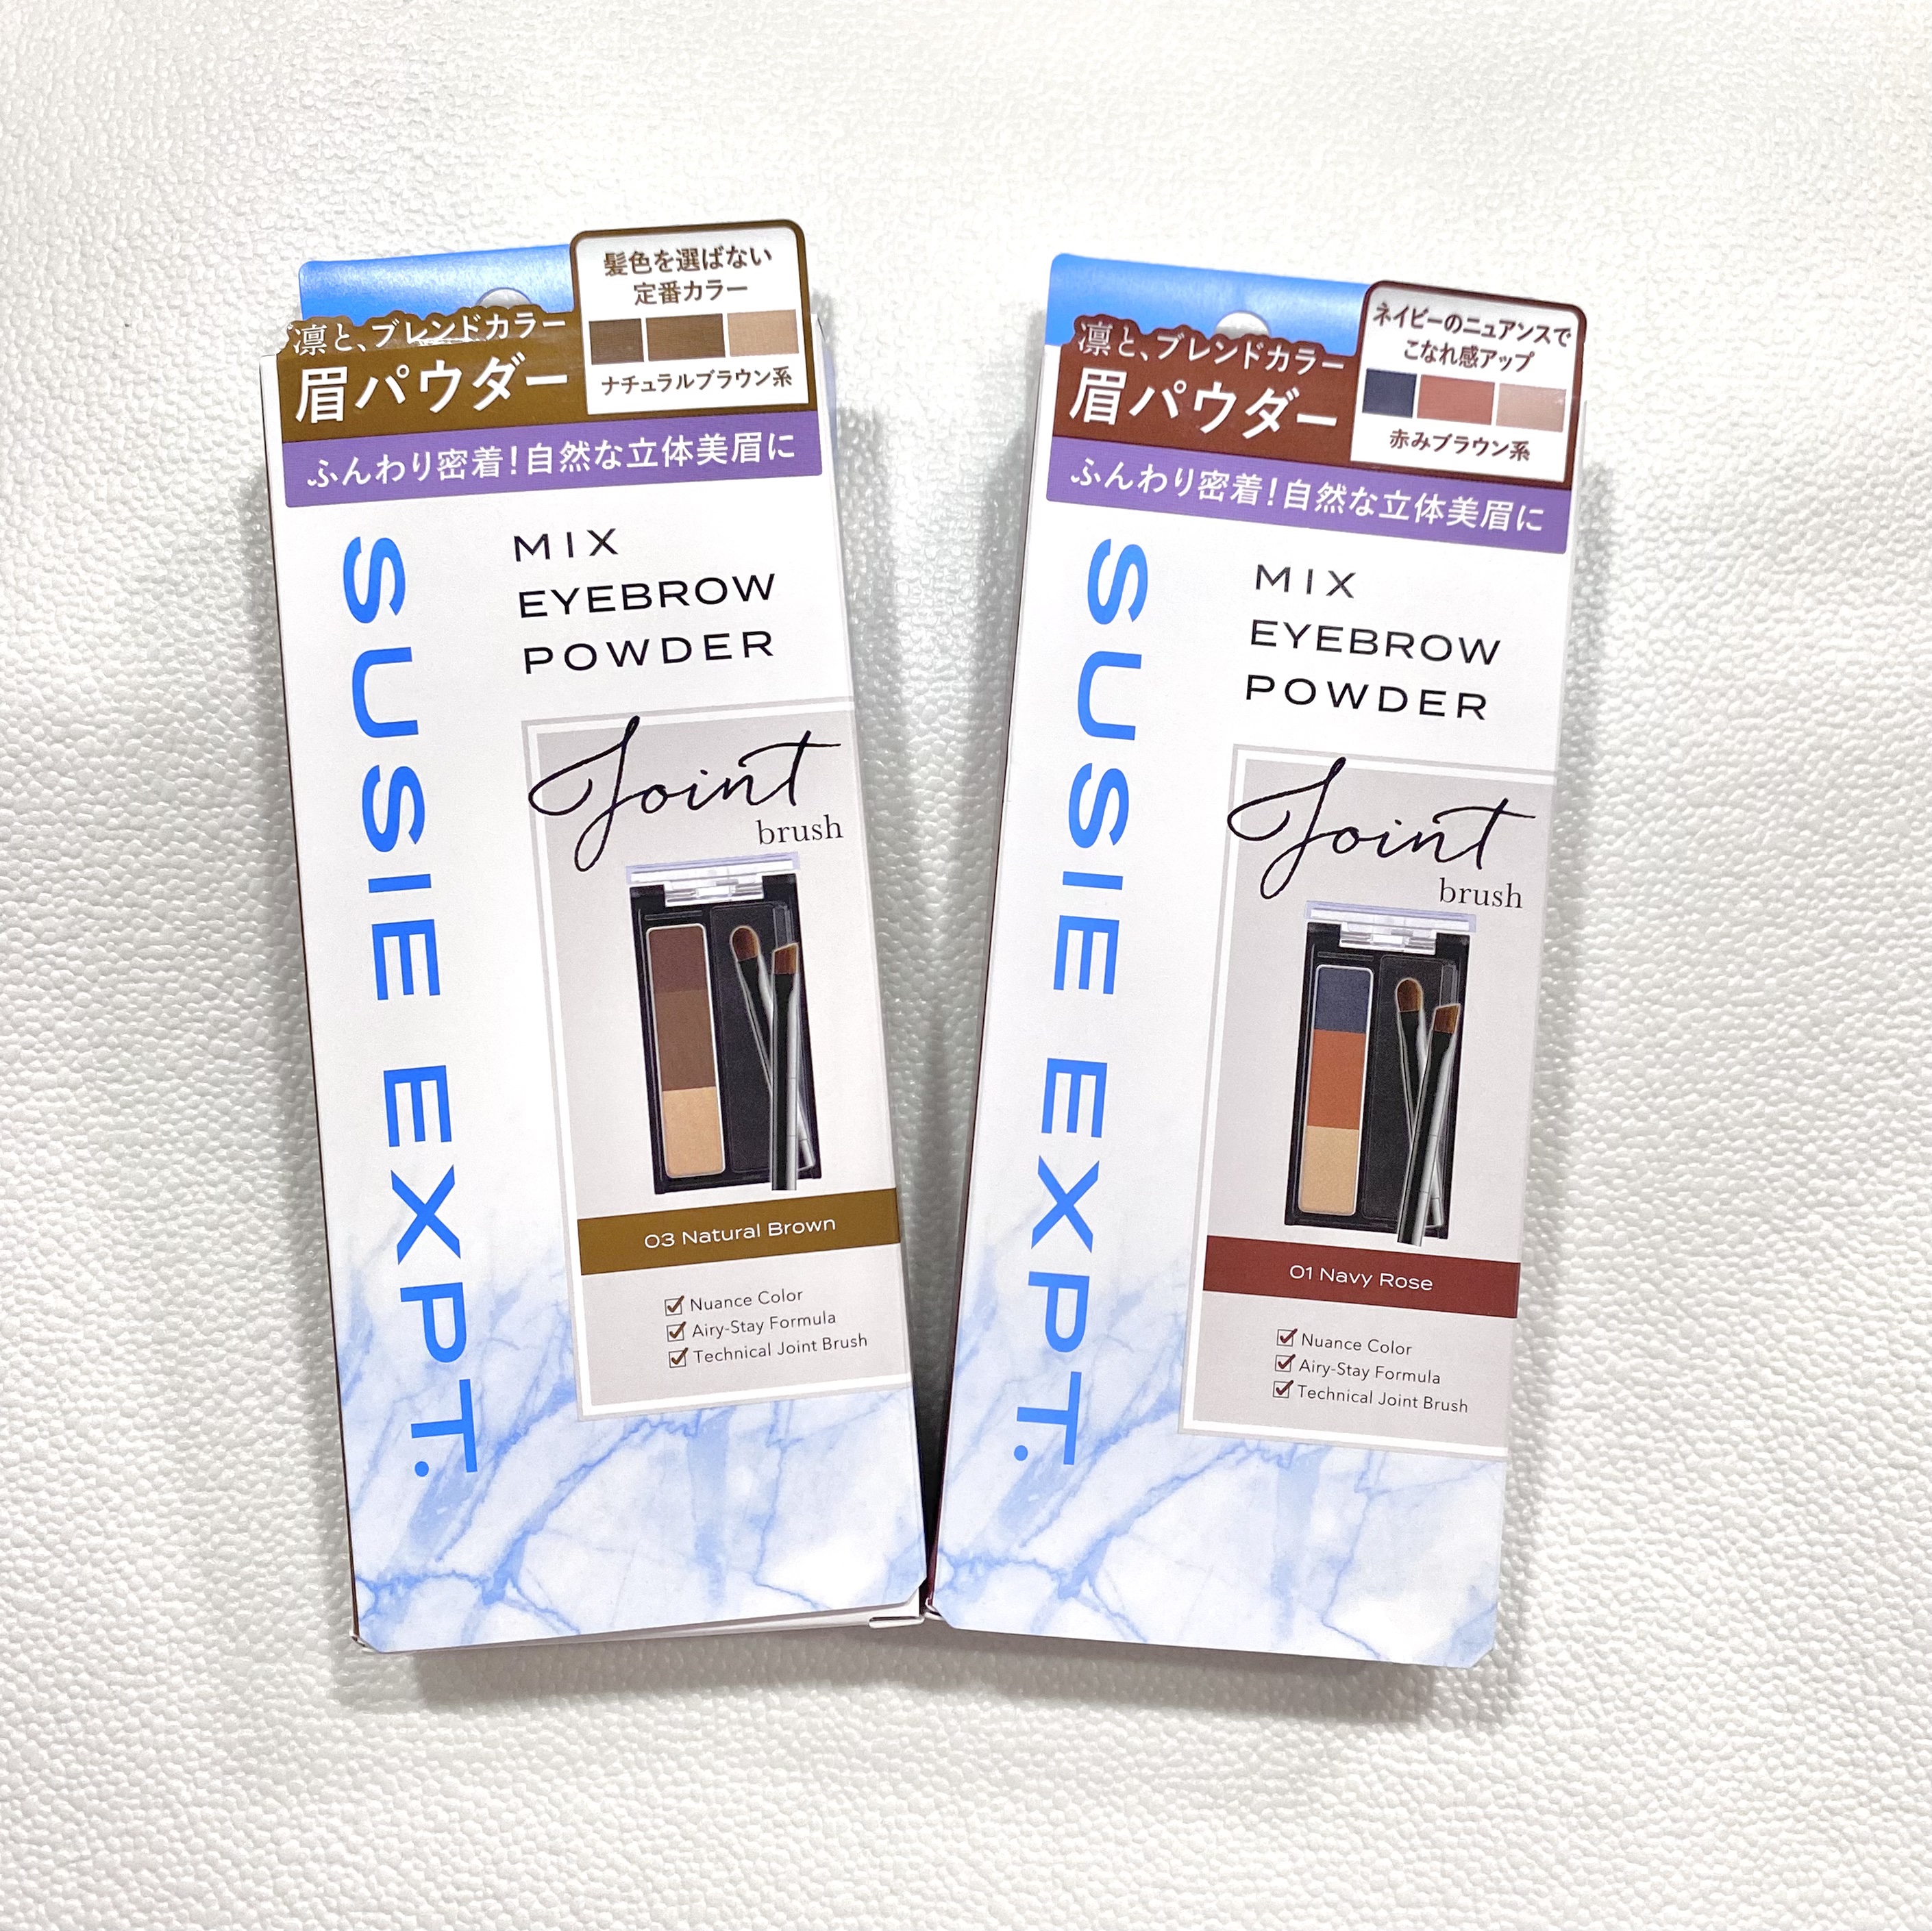 髪色を選ばない
定番カラー
ナチュラルブラウン系
凛と、ブレンドカラー
眉パウダー
ふんわり密着!自然な立体美眉に
SUSIE EXPT.
MIX
EYEBROW
POWDER
Joint
brush
03 Natural Brown
Nuance Color
Airy-Stay Formula
Technical Joint Brush
ネイビーのニュアンスで
こなれ感アップ
赤みブラウン系
凛と、ブレンドカラー
眉パウダー
ふんわり密着!自然な立体美眉に
SUSIE EXPT.
MIX
EYEBROW
POWDER
Joint
brush
01 Navy Rose
Nuance Color
Airy-Stay Formula
Technical Joint Brush